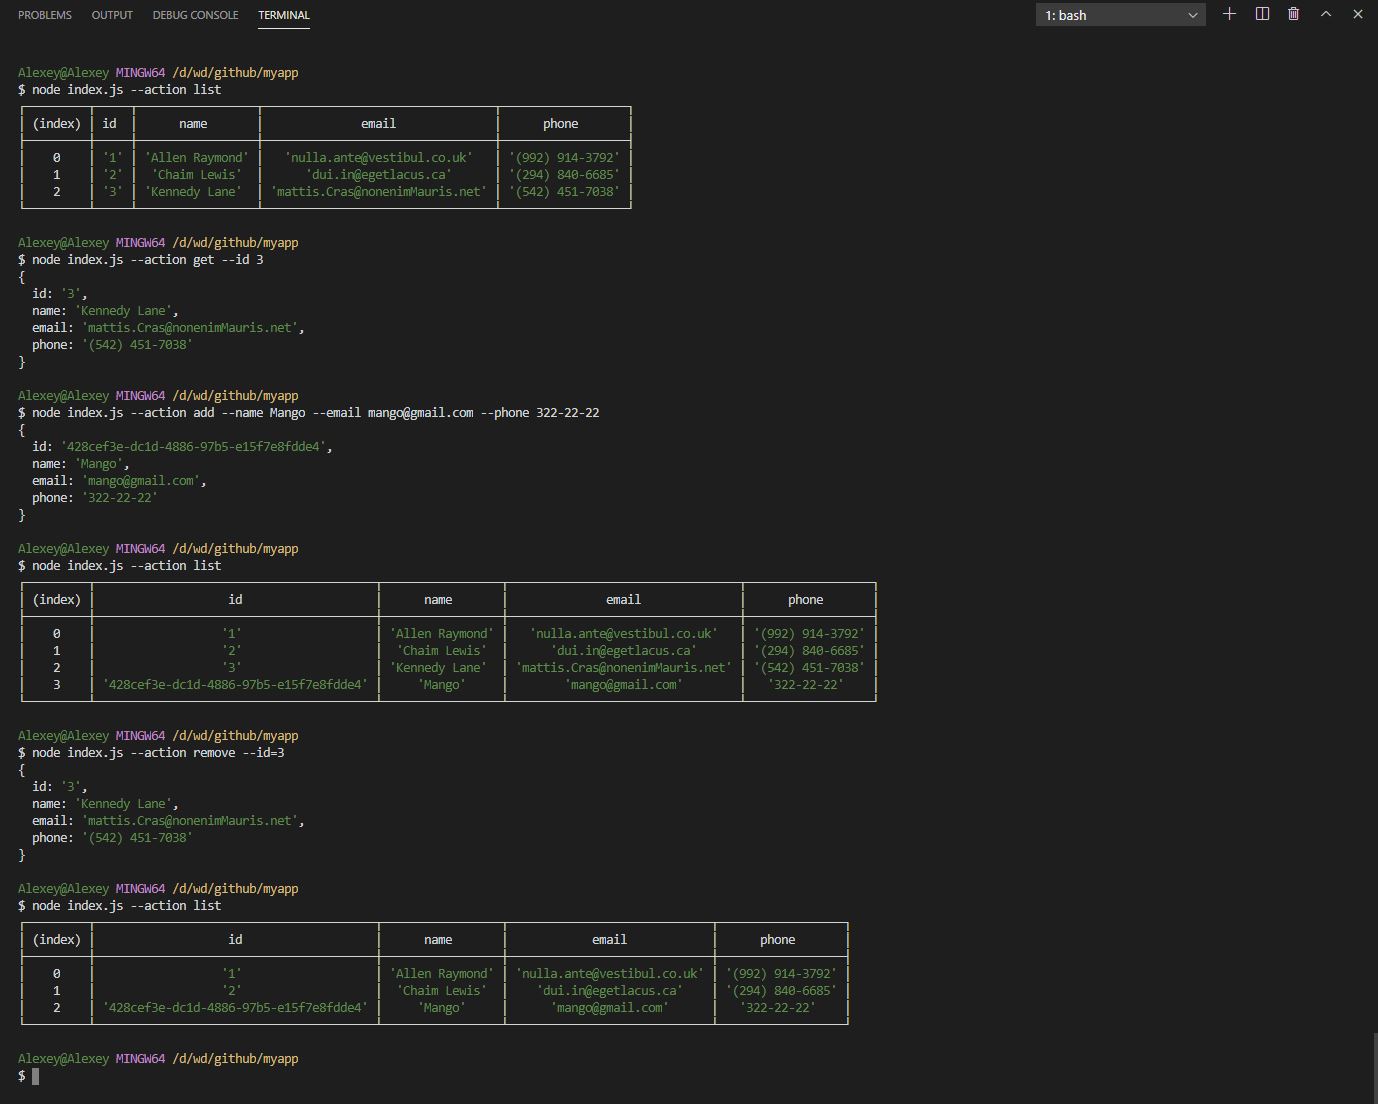 PROBLEMS OUTPUT DEBUG CONSOLE TERMINAL 1: bash
Alexey@Alexey MINGW64 /d/wd/github/myapp
$ node index.js --action list
(index) id name email phone
0 '1' 'Allen Raymond' 'nulla.ante@vestibul.co.uk' '(992) 914-3792'
1 '2' 'Chaim Lewis' 'dui.in@egetlacus.ca' '(294) 840-6685'
2 '3' 'Kennedy Lane' 'mattis.Cras@nonenimMauris.net' '(542) 451-7038'
Alexey@Alexey MINGW64 /d/wd/github/myapp
$ node index.js --action get --id 3
{
id: '3',
name: 'Kennedy Lane',
email: 'mattis.Cras@nonenimMauris.net',
phone: '(542) 451-7038'
}
Alexey@Alexey MINGW64 /d/wd/github/myapp
$ node index.js --action add --name Mango --email mango@gmail.com --phone 322-22-22
{
id: '428cef3e-dc1d-4886-97b5-e15f7e8fdde4',
name: 'Mango',
email: 'mango@gmail.com',
phone: '322-22-22'
}
Alexey@Alexey MINGW64 /d/wd/github/myapp
$ node index.js --action list
(index) id name email phone
0 '1' 'Allen Raymond' 'nulla.ante@vestibul.co.uk' '(992) 914-3792'
1 '2' 'Chaim Lewis' 'dui.in@egetlacus.ca' '(294) 840-6685'
2 '3' 'Kennedy Lane' 'mattis.Cras@nonenimMauris.net' '(542) 451-7038'
3 '428cef3e-dc1d-4886-97b5-e15f7e8fdde4' 'Mango' 'mango@gmail.com' '322-22-22'
Alexey@Alexey MINGW64 /d/wd/github/myapp
$ node index.js --action remove --id=3
{
id: '3',
name: 'Kennedy Lane',
email: 'mattis.Cras@nonenimMauris.net',
phone: '(542) 451-7038'
}
Alexey@Alexey MINGW64 /d/wd/github/myapp
$ node index.js --action list
(index) id name email phone
0 '1' 'Allen Raymond' 'nulla.ante@vestibul.co.uk' '(992) 914-3792'
1 '2' 'Chaim Lewis' 'dui.in@egetlacus.ca' '(294) 840-6685'
2 '428cef3e-dc1d-4886-97b5-e15f7e8fdde4' 'Mango' 'mango@gmail.com' '322-22-22'
Alexey@Alexey MINGW64 /d/wd/github/myapp
$